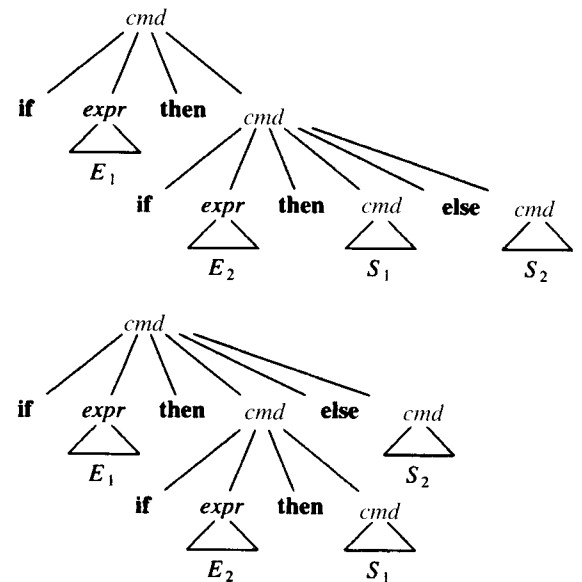 cmd
if expr then cmd
E1
if expr then cmd else cmd
E2 S1 S2
cmd
if expr then cmd else cmd
E1 S2
if expr then cmd
E2 S1